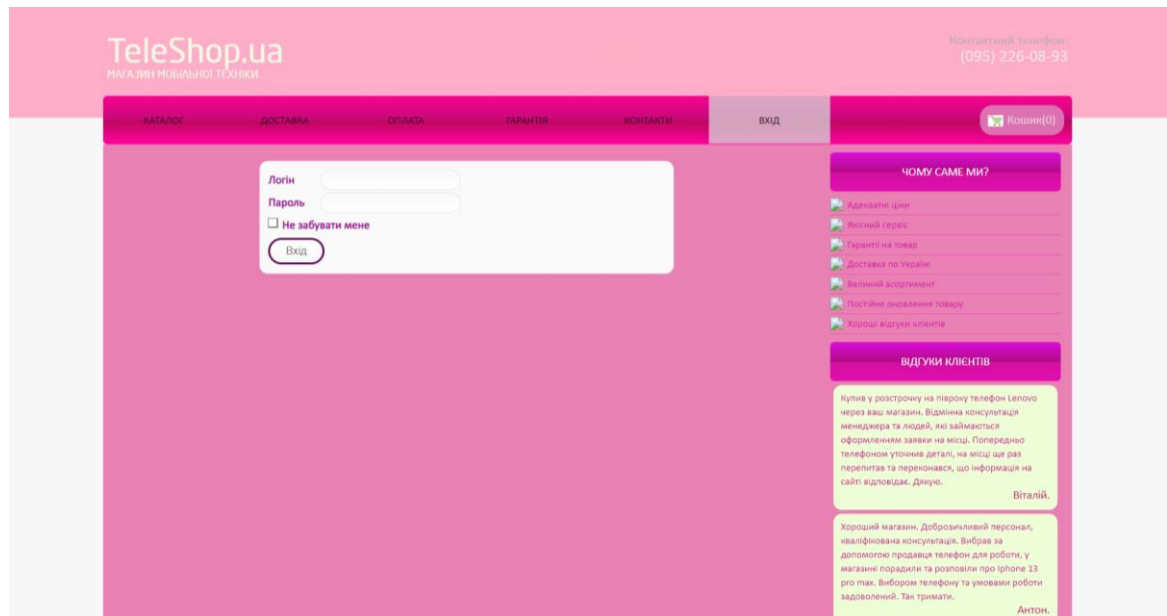 TeleShop.ua
МАГАЗИН МОБІЛЬНОЇ ТЕХНІКИ
Контактний телефон:
(095) 226-08-93
КАТАЛОГ ДОСТАВКА ОПЛАТА ГАРАНТІЯ КОНТАКТИ ВХІД Кошик(0)
Логін
Пароль
Не забувати мене
Вхід
ЧОМУ САМЕ МИ?
Адекватні ціни
Якісний сервіс
Гарантії на товар
Доставка по Україні
Великий асортимент
Постійне оновлення товару
Хороші відгуки клієнтів
ВІДГУКИ КЛІЄНТІВ
Купив у розстрочку на півроку телефон Lenovo
через ваш магазин. Відмінна консультація
менеджера та людей, які займаються
оформленням заявки на місці. Попередньо
телефоном уточнив деталі, на місці ще раз
перепитав та переконався, що інформація на
сайті відповідає. Дякую.
Віталій.
Хороший магазин. Доброзичливий персонал,
кваліфікована консультація. Вибрав за
допомогою продавця телефон для роботи, у
магазині порадили та розповіли про Iphone 13
pro max. Вибором телефону та умовами роботи
задоволений. Так тримати.
Антон.